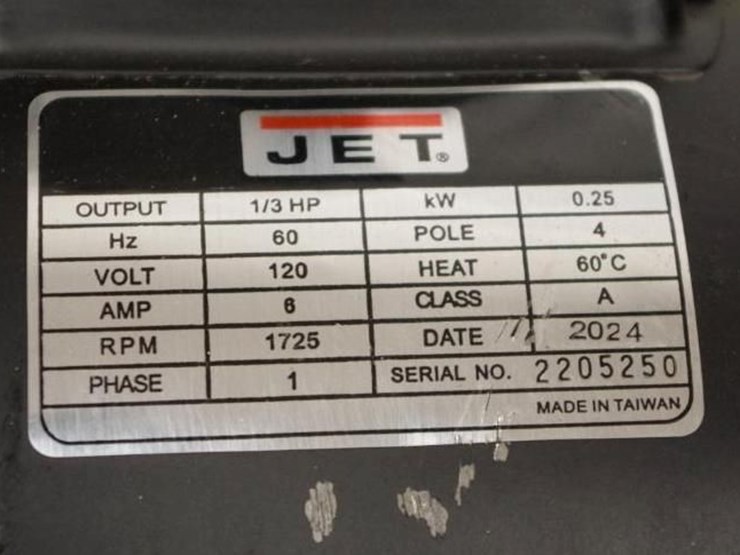 JET®
OUTPUT 1/3 HP kW 0.25
Hz 60 POLE 4
VOLT 120 HEAT 60°C
AMP 6 CLASS A
RPM 1725 DATE 2024
PHASE 1 SERIAL NO. 2205250
MADE IN TAIWAN